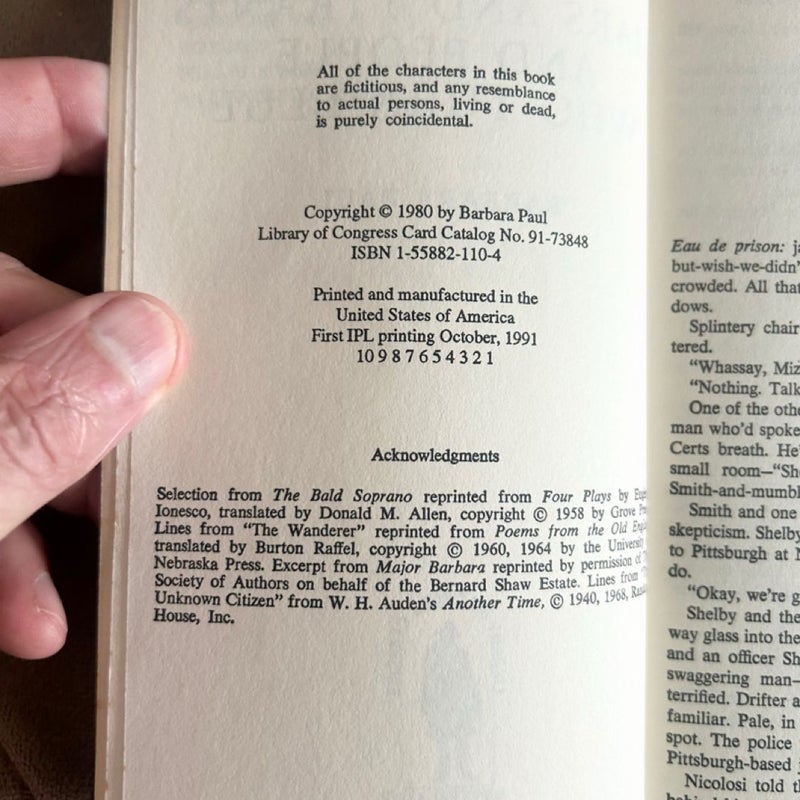 All of the characters in this book
are fictitious, and any resemblance
to actual persons, living or dead,
is purely coincidental.
Copyright © 1980 by Barbara Paul
Library of Congress Card Catalog No. 91-73848
ISBN 1-55882-110-4
Printed and manufactured in the
United States of America
First IPL printing October, 1991
10 9 8 7 6 5 4 3 2 1
Acknowledgments
Selection from The Bald Soprano reprinted from Four Plays by
Ionesco, translated by Donald M. Allen, copyright © 1958 by Grove
Lines from "The Wanderer" reprinted from Poems from the Old
translated by Burton Raffel, copyright © 1960, 1964 by the University
Nebraska Press. Excerpt from Major Barbara reprinted by permission of
Society of Authors on behalf of the Bernard Shaw Estate. Lines from
Unknown Citizen" from W. H. Auden's Another Time, © 1940, 1968,
House, Inc.
Eau de prison:
but-wish-we-didn'
crowded. All that
dows.
Splintery chair
tered.
"Whassay, Miz
"Nothing. Talk
One of the othe
man who'd spoke
Certs breath. He'
small room—"Sh
Smith-and-mumbl
Smith and one
skepticism. Shelby
to Pittsburgh at
do.
"Okay, we're g
Shelby and the
way glass into the
and an officer Sh
swaggering man—
terrified. Drifter a
familiar. Pale, in
spot. The police
Pittsburgh-based
Nicolosi told th